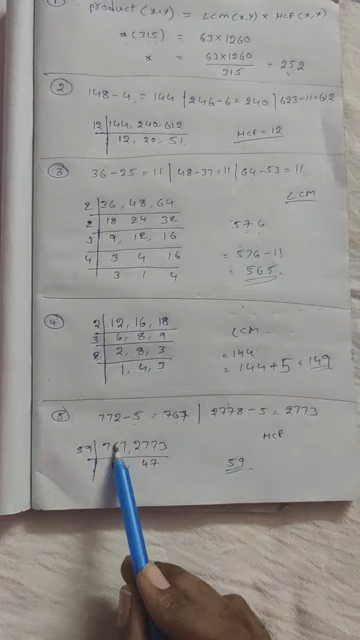 1
product (x,y) = LCM (x,y) x HCF (x,y)
x (315) = 63 x 1260
x = 63 x 1260 / 315 = 252
2
148-4 = 144 | 246-6 = 240 | 623-11 = 612
12 | 144, 240, 612
12, 20, 51
HCF = 12
3
36-25 = 11 | 48-37 = 11 | 64-53 = 11
LCM
2 | 36, 48, 64
2 | 18 24 32
3 | 9, 12, 16
4 | 3 4 16
3 1 4
576
= 576 - 11
= 565
4
2 | 12, 16, 18
3 | 6, 8, 9
2 | 2, 8, 3
1, 4, 3
LCM
= 144
= 144 + 5 = 149
5
772-5 = 767 | 2778-5 = 2773
HCF
59 | 767, 2773
, 47
59